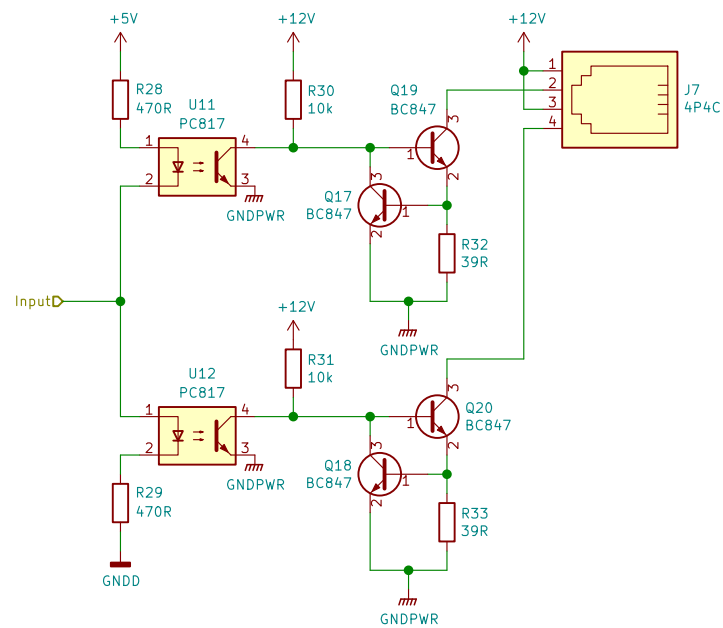 +5V
+12V
+12V
R28
470R
U11
PC817
1
2
4
3
GNDPWR
R30
10k
Q19
BC847
3
1
2
Q17
BC847
3
1
2
R32
39R
GNDPWR
1
2
3
4
J7
4P4C
Input
+12V
R31
10k
U12
PC817
1
2
4
3
GNDPWR
Q20
BC847
3
1
2
Q18
BC847
3
1
2
R33
39R
GNDPWR
R29
470R
GNDD